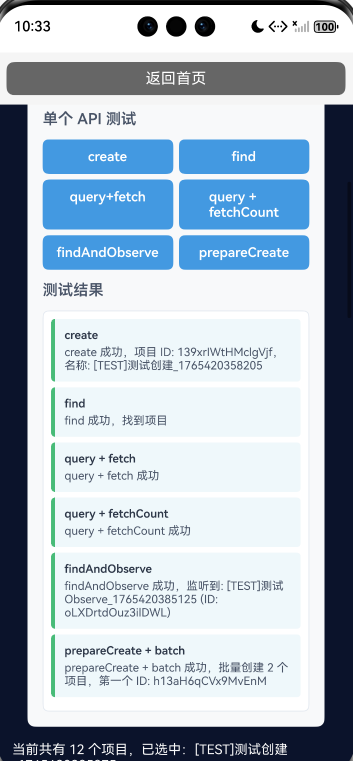 10:33
100
返回首页
单个 API 测试
create
find
query+fetch
query +
fetchCount
findAndObserve
prepareCreate
测试结果
create
create 成功，项目 ID: 139xrIWtHMclgVjf，
名称: [TEST]测试创建_1765420358205
find
find 成功，找到项目
query + fetch
query + fetch 成功
query + fetchCount
query + fetchCount 成功
findAndObserve
findAndObserve 成功，监听到: [TEST]测试
Observe_1765420385125 (ID:
oLXDrtdOuz3iIDWL)
prepareCreate + batch
prepareCreate + batch 成功，批量创建 2 个
项目，第一个 ID: h13aH6qCVx9MvEnM
当前共有 12 个项目，已选中：[TEST]测试创建